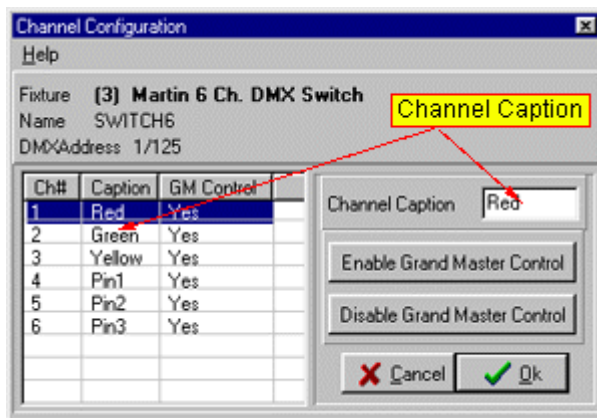 Channel Configuration
Help
Fixture (3) Martin 6 Ch. DMX Switch
Name SWITCH6
DMXAddress 1/125
Channel Caption
Ch# Caption GM Control
1 Red Yes
2 Green Yes
3 Yellow Yes
4 Pin1 Yes
5 Pin2 Yes
6 Pin3 Yes
Channel Caption Red
Enable Grand Master Control
Disable Grand Master Control
Cancel Ok